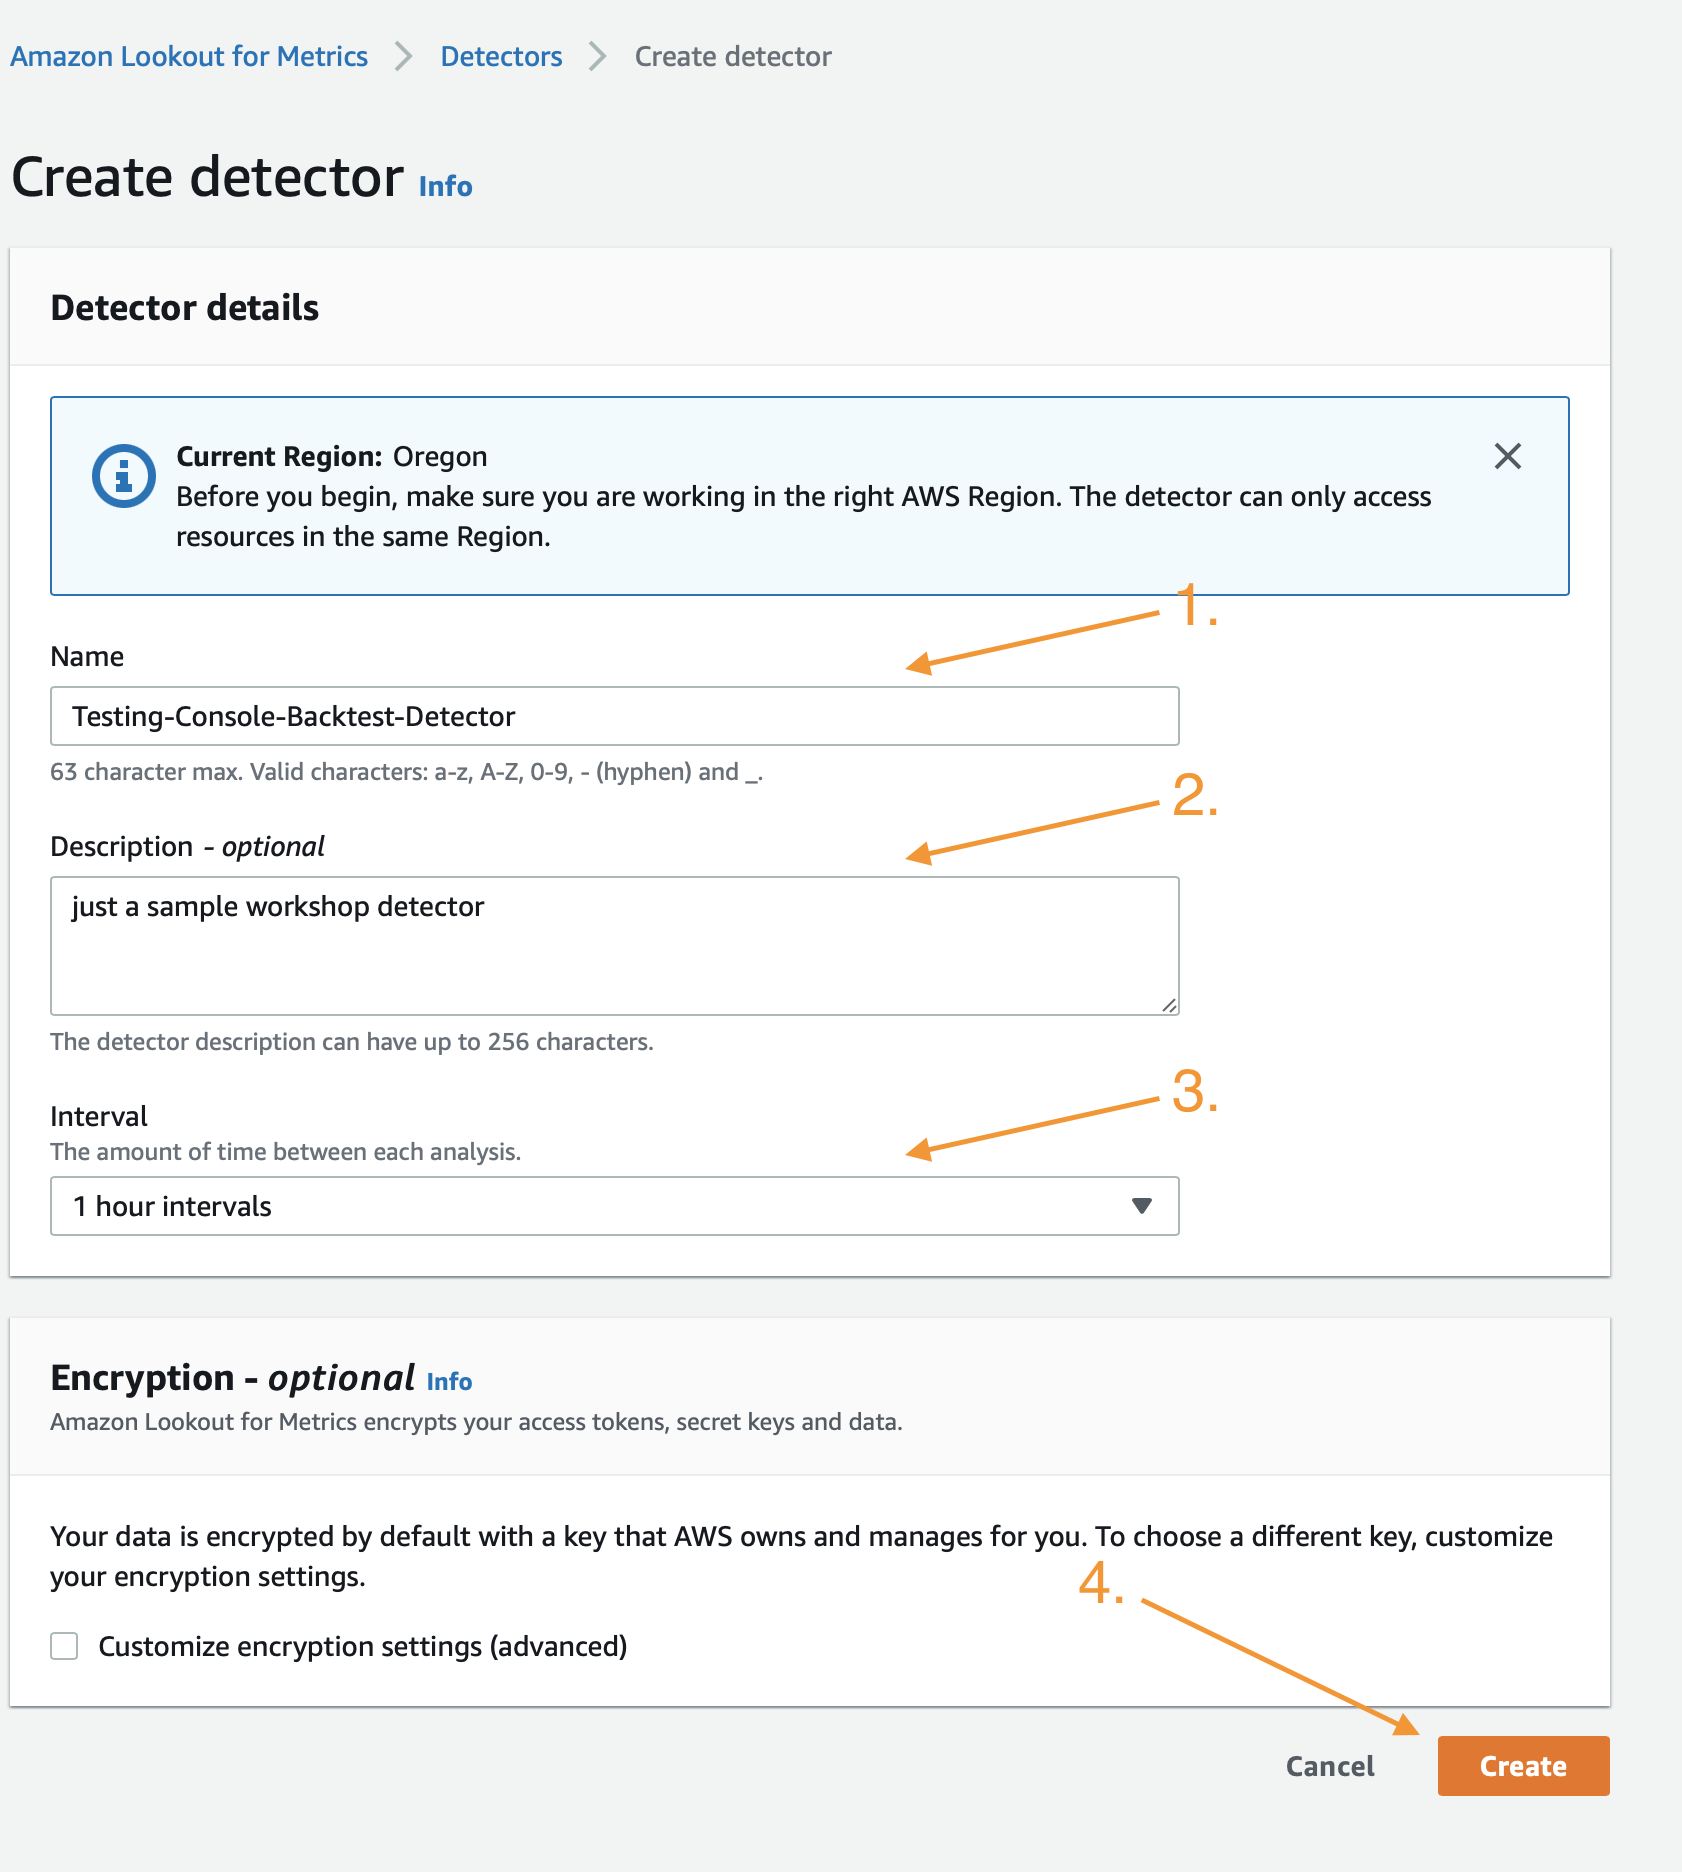 Amazon Lookout for Metrics > Detectors > Create detector
Create detector Info
Detector details
Current Region: Oregon
Before you begin, make sure you are working in the right AWS Region. The detector can only access
resources in the same Region.
1.
Name
Testing-Console-Backtest-Detector
63 character max. Valid characters: a-z, A-Z, 0-9, - (hyphen) and _.
2.
Description - optional
just a sample workshop detector
The detector description can have up to 256 characters.
3.
Interval
The amount of time between each analysis.
1 hour intervals
Encryption - optional Info
Amazon Lookout for Metrics encrypts your access tokens, secret keys and data.
Your data is encrypted by default with a key that AWS owns and manages for you. To choose a different key, customize
your encryption settings.
4.
Customize encryption settings (advanced)
Cancel
Create